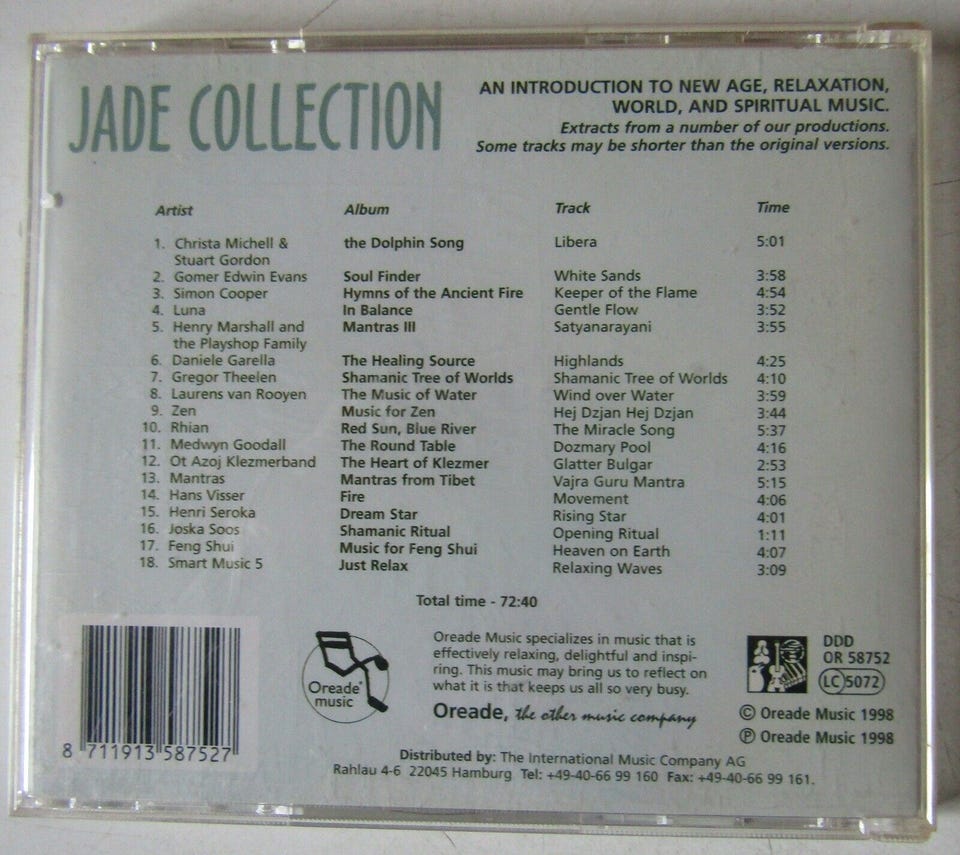 JADE COLLECTION
AN INTRODUCTION TO NEW AGE, RELAXATION,
WORLD, AND SPIRITUAL MUSIC.
Extracts from a number of our productions.
Some tracks may be shorter than the original versions.
Artist Album Track Time
1. Christa Michell & the Dolphin Song Libera 5:01
Stuart Gordon
2. Gomer Edwin Evans Soul Finder White Sands 3:58
3. Simon Cooper Hymns of the Ancient Fire Keeper of the Flame 4:54
4. Luna In Balance Gentle Flow 3:52
5. Henry Marshall and Mantras III Satyanarayani 3:55
the Playshop Family
6. Daniele Garella The Healing Source Highlands 4:25
7. Gregor Theelen Shamanic Tree of Worlds Shamanic Tree of Worlds 4:10
8. Laurens van Rooyen The Music of Water Wind over Water 3:59
9. Zen Music for Zen Hej Dzjan Hej Dzjan 3:44
10. Rhian Red Sun, Blue River The Miracle Song 5:37
11. Medwyn Goodall The Round Table Dozmary Pool 4:16
12. Ot Azoj Klezmerband The Heart of Klezmer Glatter Bulgar 2:53
13. Mantras Mantras from Tibet Vajra Guru Mantra 5:15
14. Hans Visser Fire Movement 4:06
15. Henri Seroka Dream Star Rising Star 4:01
16. Joska Soos Shamanic Ritual Opening Ritual 1:11
17. Feng Shui Music for Feng Shui Heaven on Earth 4:07
18. Smart Music 5 Just Relax Relaxing Waves 3:09
Total time - 72:40
8 711913 587527
Oreade®
music
Oreade Music specializes in music that is
effectively relaxing, delightful and inspi-
ring. This music may bring us to reflect on
what it is that keeps us all so very busy.
Oreade, the other music company
DDD
OR 58752
LC 5072
© Oreade Music 1998
℗ Oreade Music 1998
Distributed by: The International Music Company AG
Rahlau 4-6 22045 Hamburg Tel: +49-40-66 99 160 Fax: +49-40-66 99 161.